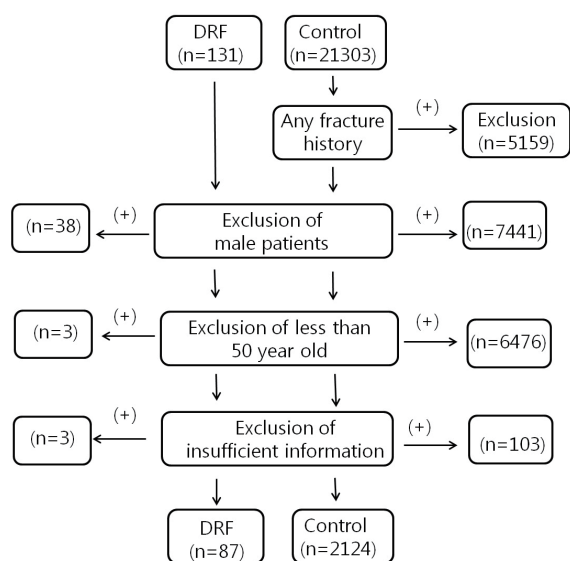 DRF
(n=131)
Control
(n=21303)
Any fracture
history
(+)
Exclusion
(n=5159)
(n=38)
(+)
Exclusion of
male patients
(+)
(n=7441)
(n=3)
(+)
Exclusion of less than
50 year old
(+)
(n=6476)
(n=3)
(+)
Exclusion of
insufficient information
(+)
(n=103)
DRF
(n=87)
Control
(n=2124)